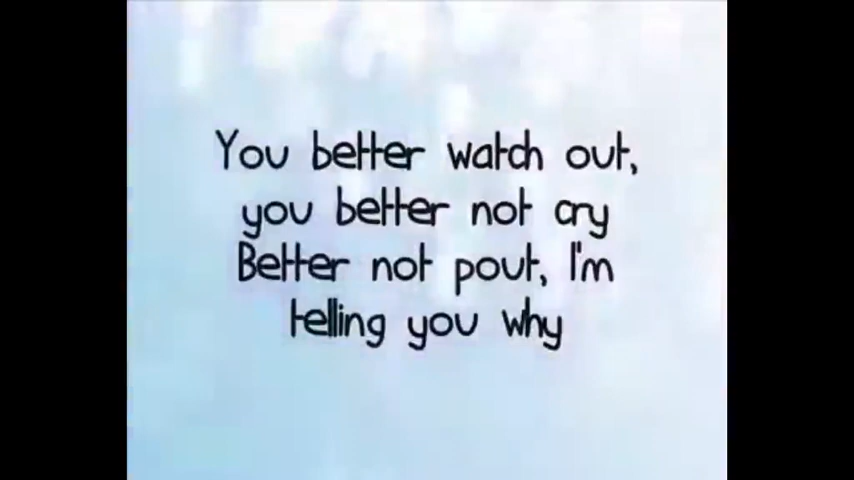 You better watch out,
you better not cry
Better not pout, I'm
telling you why